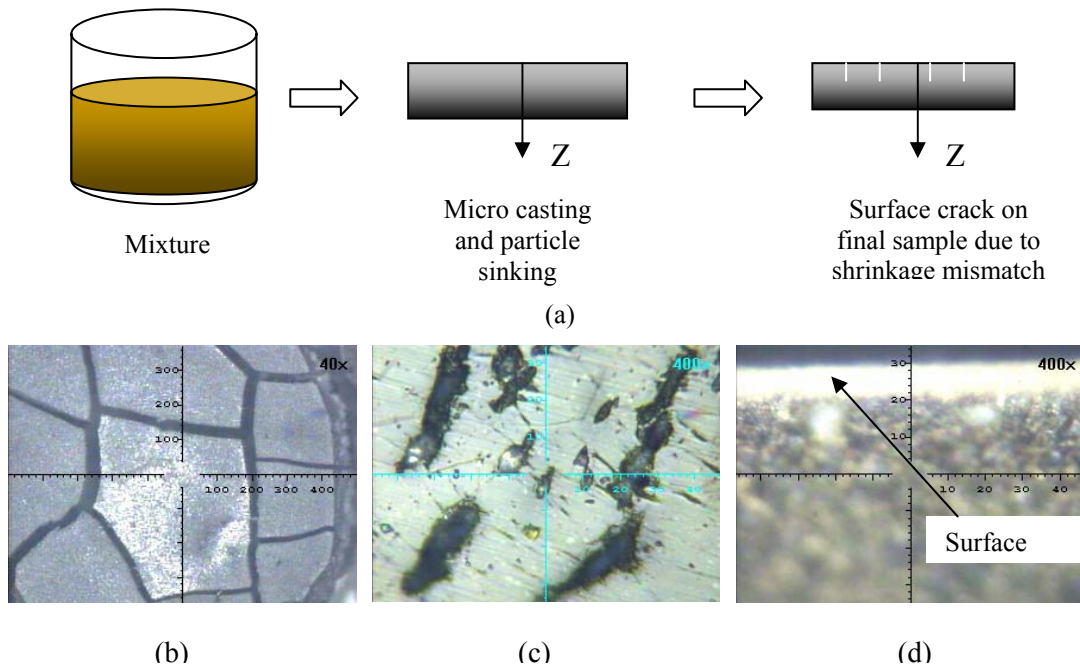 Mixture
Z
Micro casting
and particle
sinking
Z
Surface crack on
final sample due to
shrinkage mismatch
(a)
40×
300
200
100
100 200 300 400
(b)
400×
(c)
400×
30
20
10
20 30 40
Surface
(d)